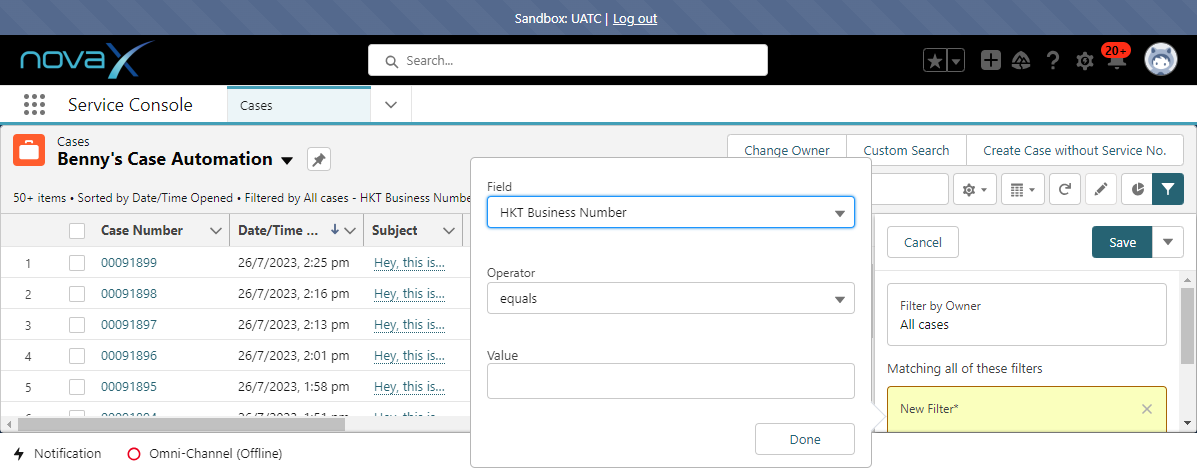 Sandbox: UATC | Log out
novaX
Search...
20+
Service Console
Cases
Cases
Benny's Case Automation
Change Owner
Custom Search
Create Case without Service No.
50+ items • Sorted by Date/Time Opened • Filtered by All cases - HKT Business Numbe
Case Number
Date/Time ...
Subject
1
00091899
26/7/2023, 2:25 pm
Hey, this is...
2
00091898
26/7/2023, 2:16 pm
Hey, this is...
3
00091897
26/7/2023, 2:13 pm
Hey, this is...
4
00091896
26/7/2023, 2:01 pm
Hey, this is...
5
00091895
26/7/2023, 1:58 pm
Hey, this is...
Field
HKT Business Number
Operator
equals
Value
Done
Cancel
Save
Filter by Owner
All cases
Matching all of these filters
New Filter*
Notification
Omni-Channel (Offline)